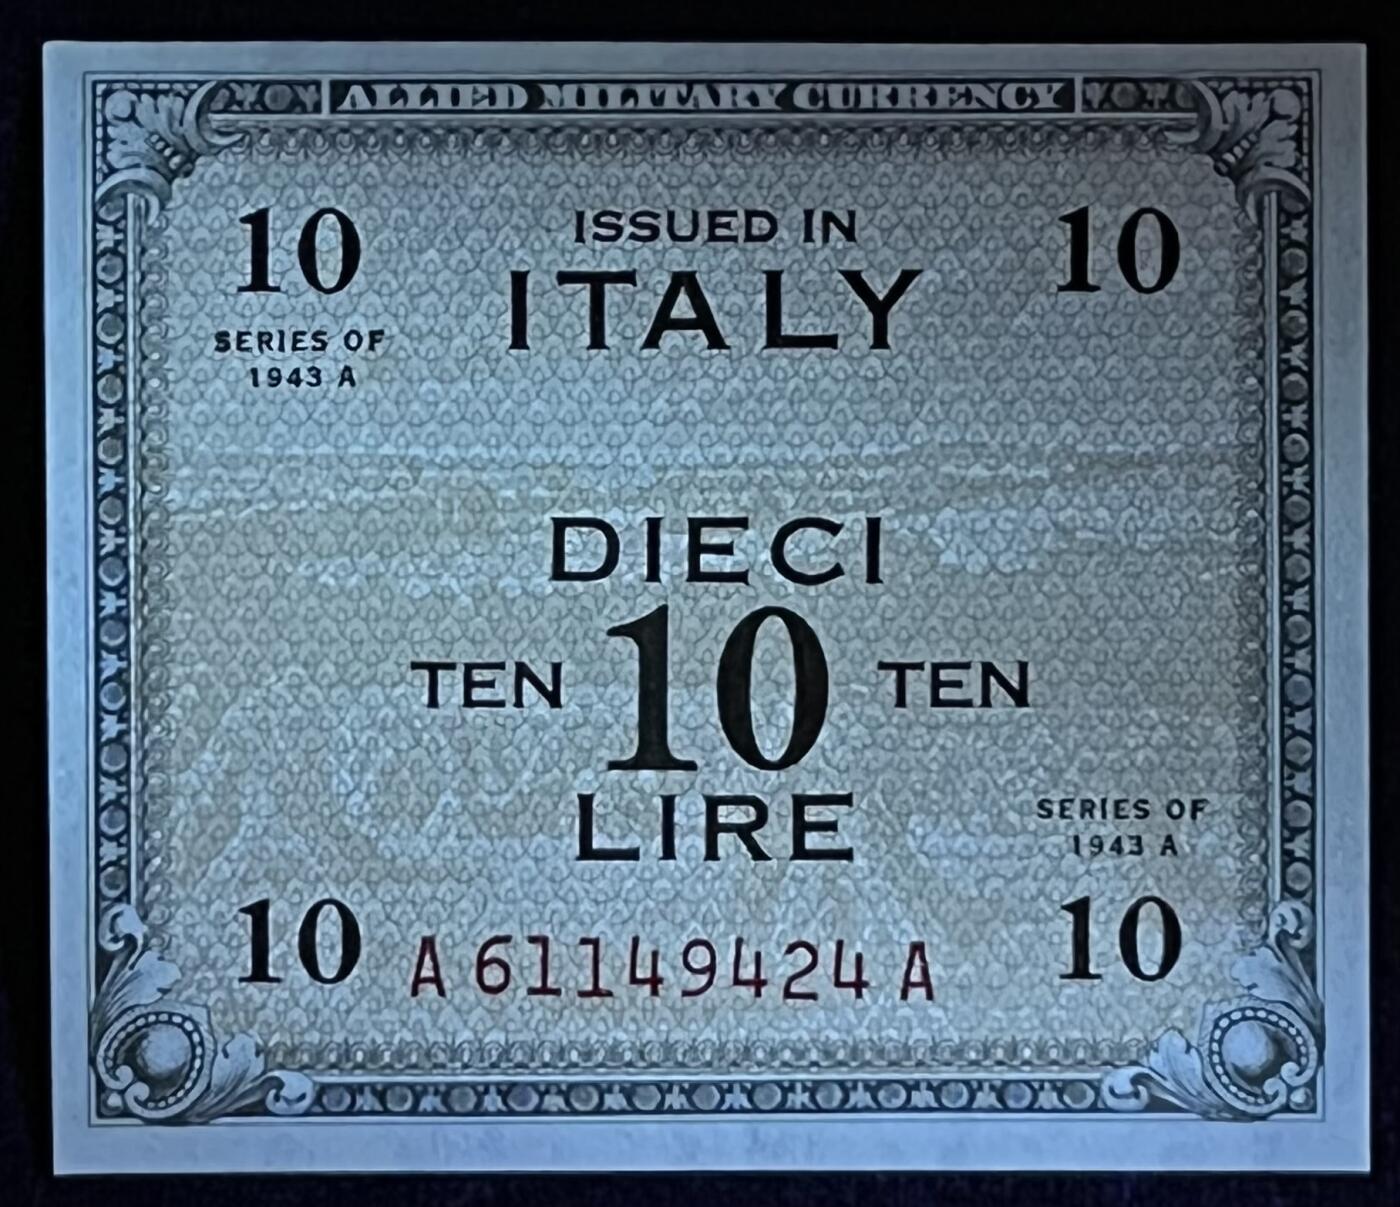 ALLIED MILITARY CURRENCY
10 ISSUED IN 10
ITALY
SERIES OF
1943 A
DIECI
TEN 10 TEN
LIRE
SERIES OF
1943 A
10 A 61149424 A 10